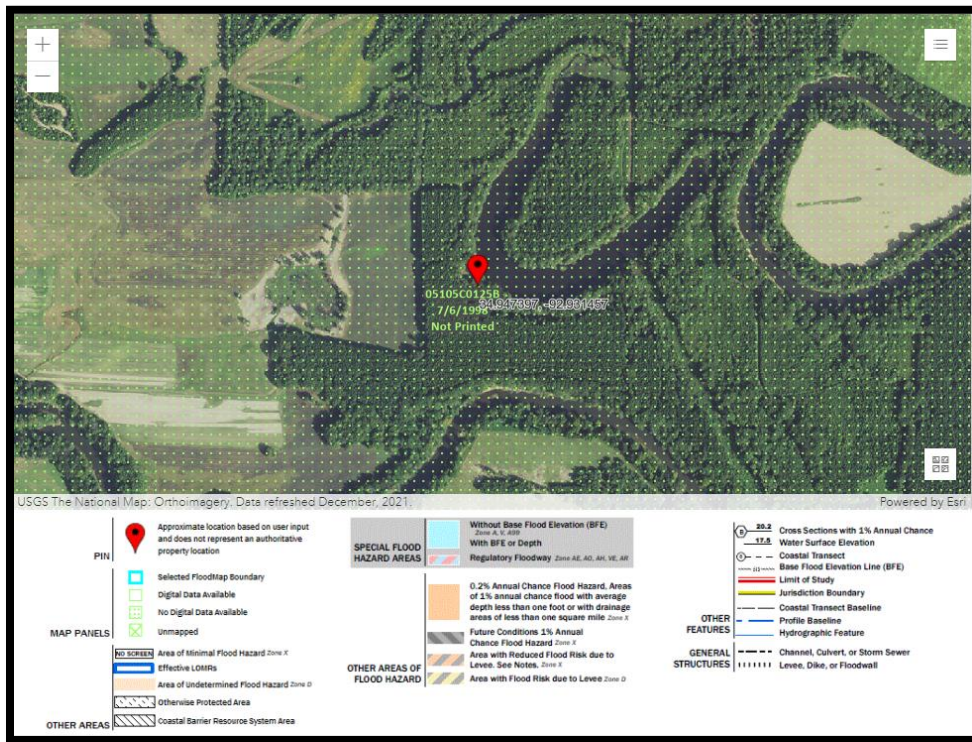 05105C0125B
34.947397, -92.931457
7/6/1998
Not Printed
USGS The National Map: Orthoimagery. Data refreshed December, 2021.
Powered by Esri
PIN
Approximate location based on user input
and does not represent an authoritative
property location
MAP PANELS
Selected FloodMap Boundary
Digital Data Available
No Digital Data Available
Unmapped
OTHER AREAS
NO SCREEN Area of Minimal Flood Hazard Zone X
Effective LOMRs
Area of Undetermined Flood Hazard Zone D
Otherwise Protected Area
Coastal Barrier Resource System Area
SPECIAL FLOOD
HAZARD AREAS
Without Base Flood Elevation (BFE)
Zone A, V, A99
With BFE or Depth
Regulatory Floodway Zone AE, AO, AH, VE, AR
OTHER AREAS OF
FLOOD HAZARD
0.2% Annual Chance Flood Hazard, Areas
of 1% annual chance flood with average
depth less than one foot or with drainage
areas of less than one square mile Zone X
Future Conditions 1% Annual
Chance Flood Hazard Zone X
Area with Reduced Flood Risk due to
Levee. See Notes. Zone X
Area with Flood Risk due to Levee Zone D
OTHER
FEATURES
20.2 Cross Sections with 1% Annual Chance
17.5 Water Surface Elevation
Coastal Transect
Base Flood Elevation Line (BFE)
Limit of Study
Jurisdiction Boundary
Coastal Transect Baseline
Profile Baseline
Hydrographic Feature
GENERAL
STRUCTURES
Channel, Culvert, or Storm Sewer
Levee, Dike, or Floodwall